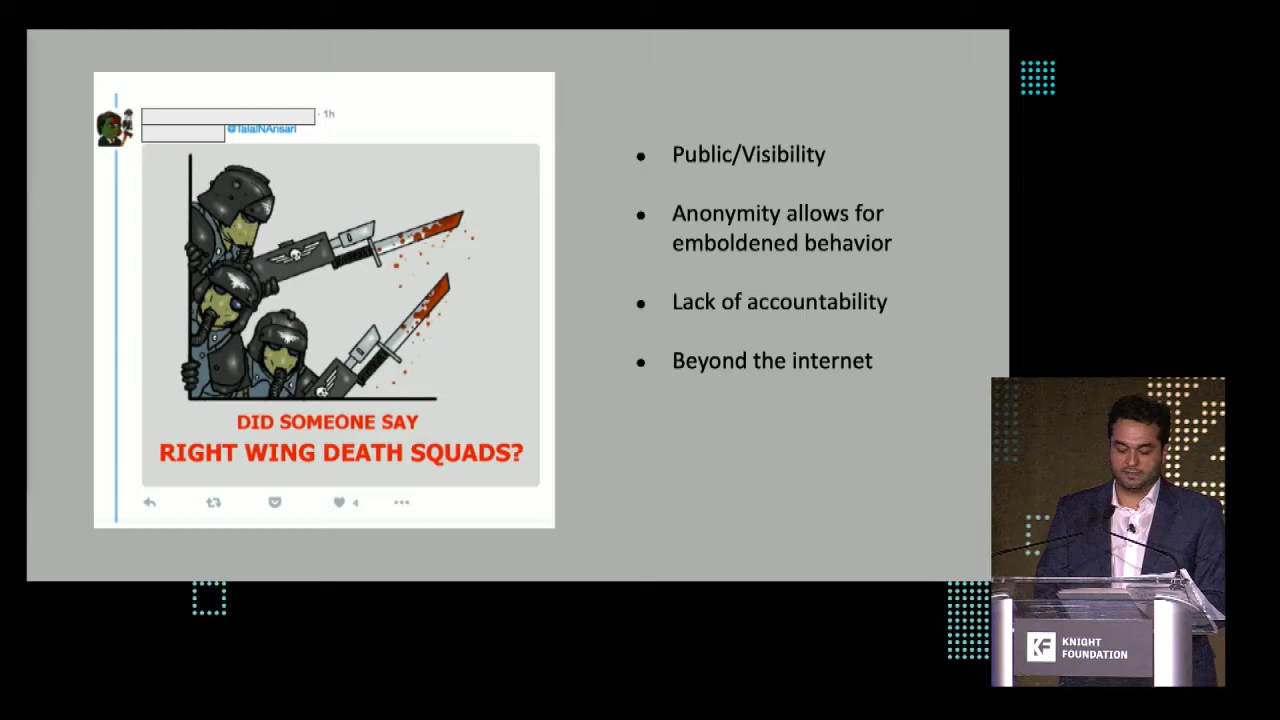 · 1h
@TalalNAnsari
DID SOMEONE SAY
RIGHT WING DEATH SQUADS?
4
• Public/Visibility
• Anonymity allows for
emboldened behavior
• Lack of accountability
• Beyond the internet
KF
KNIGHT
FOUNDATION